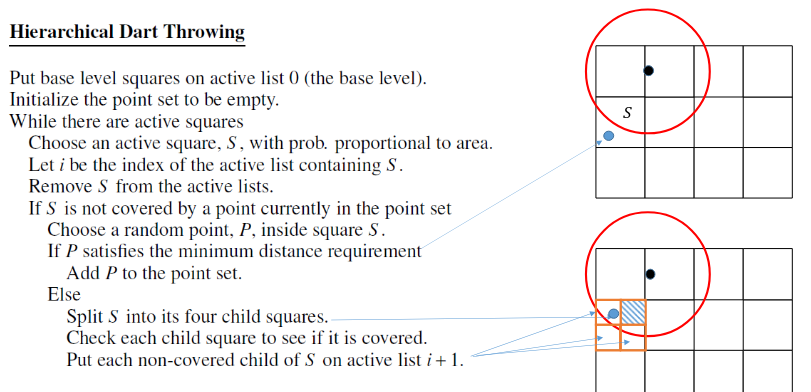 Hierarchical Dart Throwing
Put base level squares on active list 0 (the base level).
Initialize the point set to be empty.
While there are active squares
Choose an active square, S, with prob. proportional to area.
Let i be the index of the active list containing S.
Remove S from the active lists.
If S is not covered by a point currently in the point set
Choose a random point, P, inside square S.
If P satisfies the minimum distance requirement
Add P to the point set.
Else
Split S into its four child squares.
Check each child square to see if it is covered.
Put each non-covered child of S on active list i+1.
S